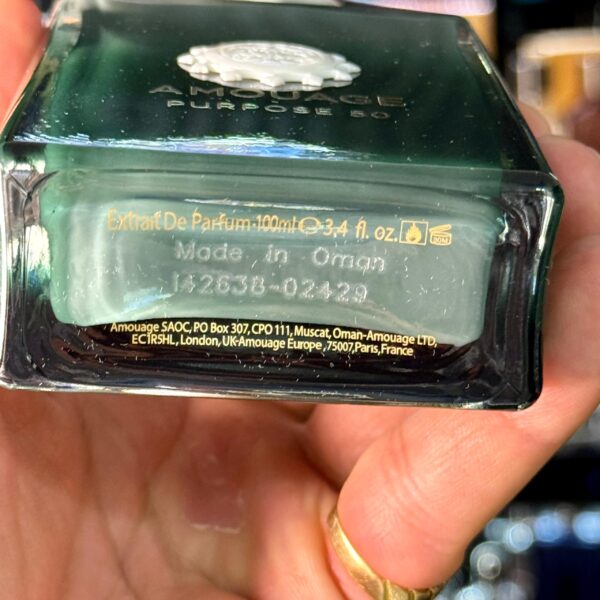 AMOUAGE
PURPOSE 50
Extrait De Parfum 100ml℮3.4 fl. oz.
Made in Oman
142638-02429
Amouage SAOC, PO Box 307, CPO 111, Muscat, Oman-Amouage LTD,
EC1R5HL, London, UK-Amouage Europe, 75007, Paris, France